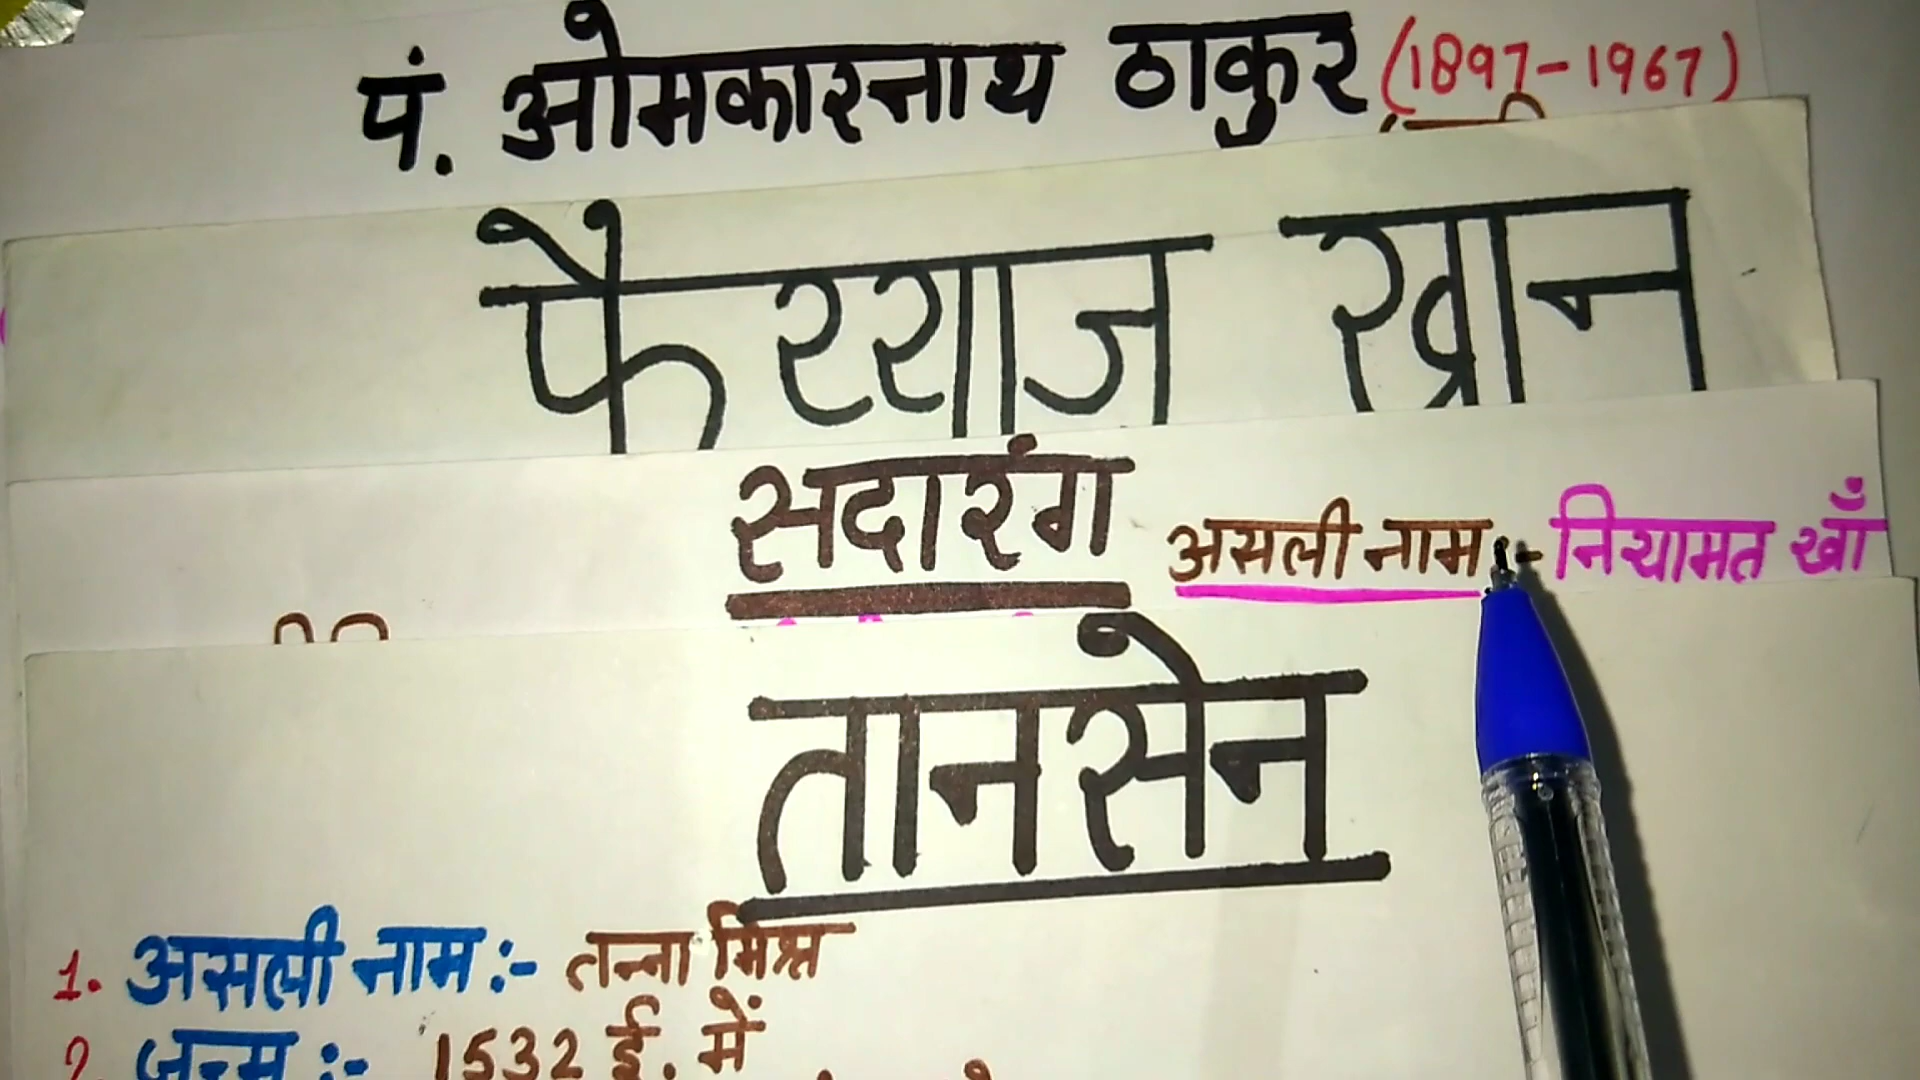 पं. ओमकारनाथ ठाकुर (1897-1967)
फैय्याज खान
सदारंग असली नाम :- नियामत खाँ
तानसेन
1. असली नाम :- तन्ना मिश्र
2. जन्म :- 1532 ई. में